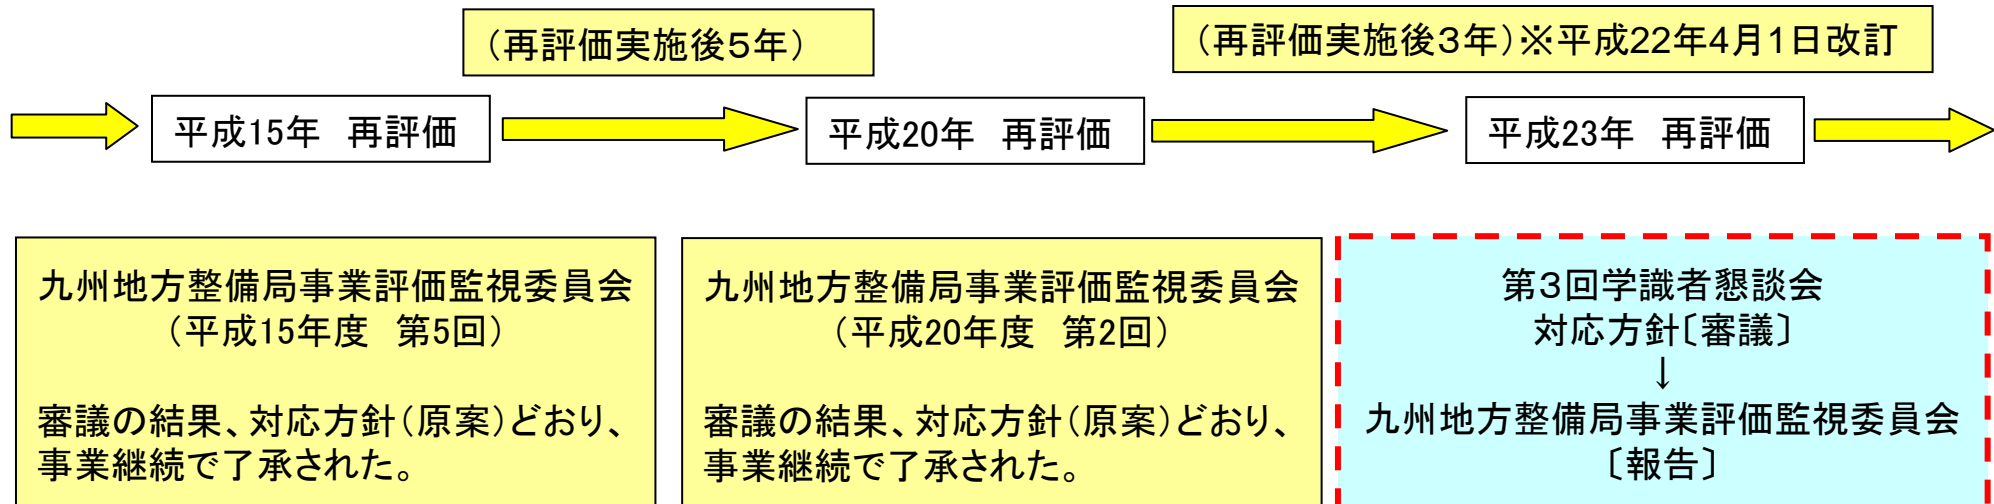 （再評価実施後５年）
（再評価実施後３年）※平成22年4月1日改訂
平成15年　再評価
平成20年　再評価
平成23年　再評価
九州地方整備局事業評価監視委員会
（平成15年度　第5回）
審議の結果、対応方針（原案）どおり、
事業継続で了承された。
九州地方整備局事業評価監視委員会
（平成20年度　第2回）
審議の結果、対応方針（原案）どおり、
事業継続で了承された。
第３回学識者懇談会
対応方針〔審議〕
↓
九州地方整備局事業評価監視委員会
〔報告〕